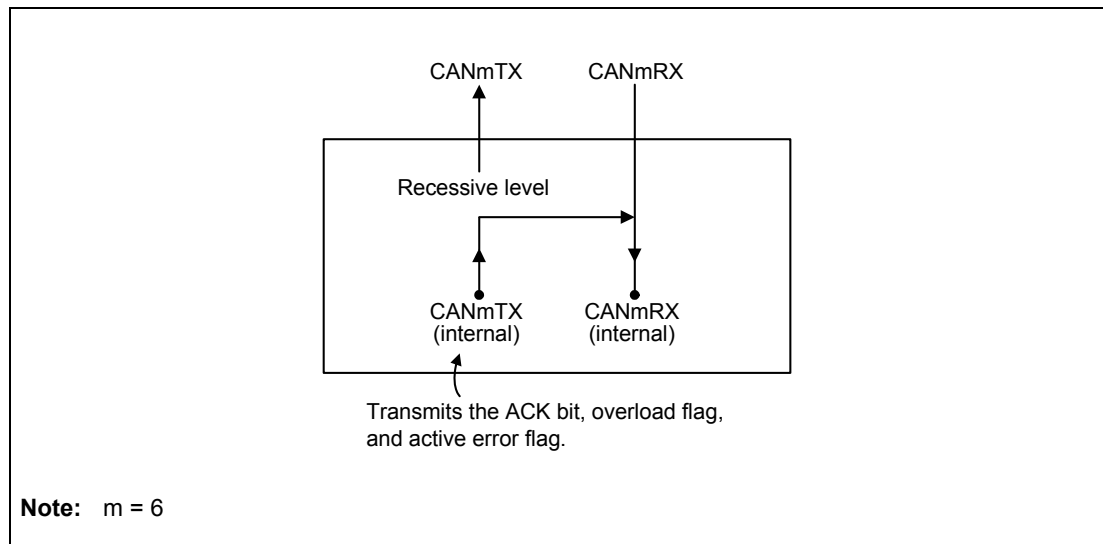 CANmTX
CANmRX
Recessive level
CANmTX
(internal)
CANmRX
(internal)
Transmits the ACK bit, overload flag,
and active error flag.
Note: m = 6